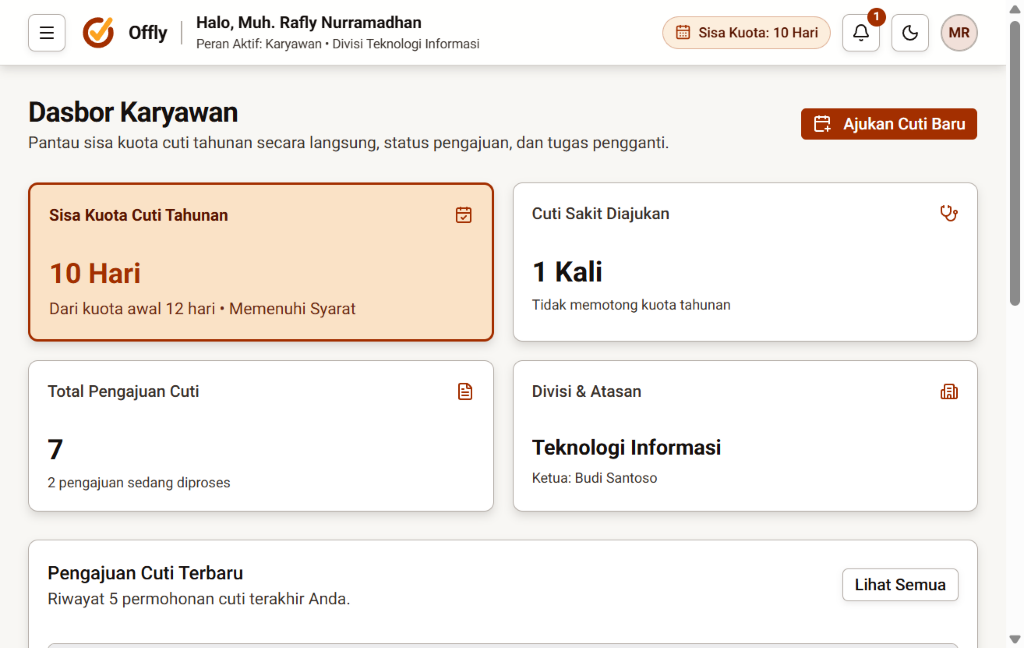 Offly
Halo, Muh. Rafly Nurramadhan
Peran Aktif: Karyawan • Divisi Teknologi Informasi
Sisa Kuota: 10 Hari
1
MR
Dasbor Karyawan
Pantau sisa kuota cuti tahunan secara langsung, status pengajuan, dan tugas pengganti.
Ajukan Cuti Baru
Sisa Kuota Cuti Tahunan
10 Hari
Dari kuota awal 12 hari • Memenuhi Syarat
Cuti Sakit Diajukan
1 Kali
Tidak memotong kuota tahunan
Total Pengajuan Cuti
7
2 pengajuan sedang diproses
Divisi & Atasan
Teknologi Informasi
Ketua: Budi Santoso
Pengajuan Cuti Terbaru
Riwayat 5 permohonan cuti terakhir Anda.
Lihat Semua